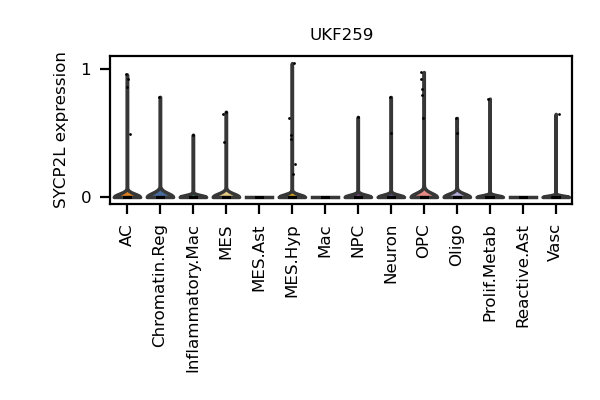 UKF259
SYCP2L expression
1
0
AC
Chromatin.Reg
Inflammatory.Mac
MES
MES.Ast
MES.Hyp
Mac
NPC
Neuron
OPC
Oligo
Prolif.Metab
Reactive.Ast
Vasc